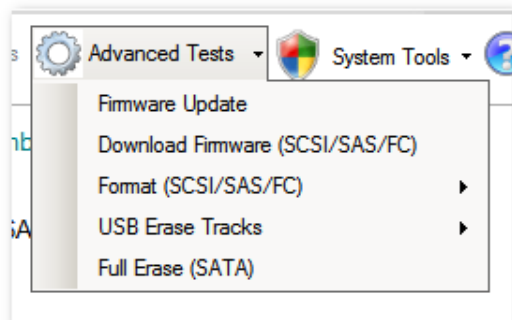 Advanced Tests
System Tools
Firmware Update
Download Firmware (SCSI/SAS/FC)
Format (SCSI/SAS/FC)
USB Erase Tracks
Full Erase (SATA)